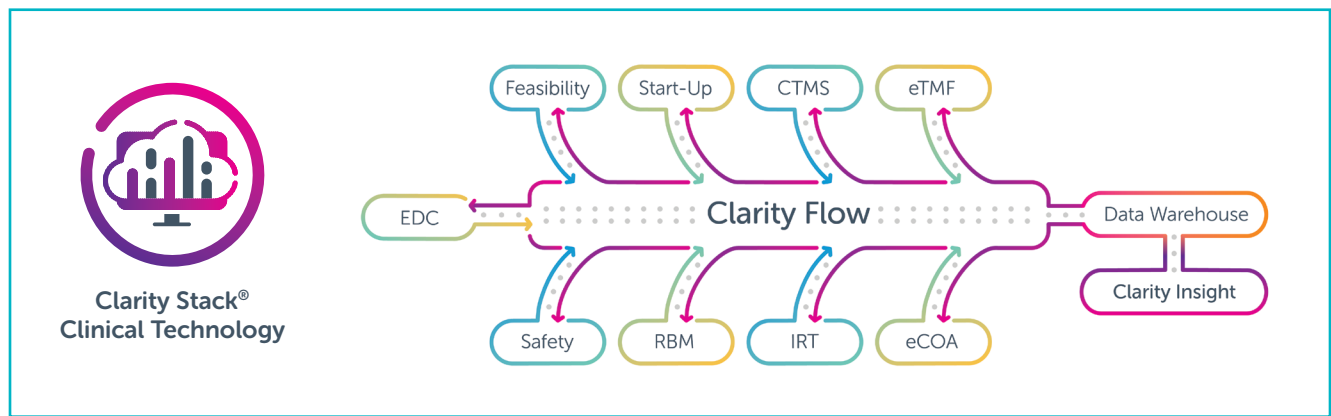 Feasibility
Start-Up
CTMS
eTMF
EDC
Clarity Flow
Data Warehouse
Clarity Insight
Clarity Stack®
Clinical Technology
Safety
RBM
IRT
eCOA